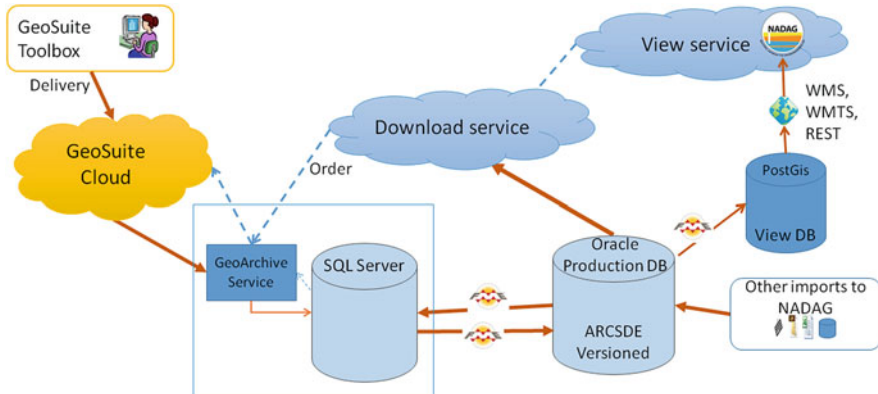 GeoSuite
Toolbox
Delivery
GeoSuite
Cloud
View service
NADAG
WMS,
WMTS,
REST
Download service
Order
PostGis
View DB
GeoArchive
Service
SQL Server
Oracle
Production DB
ARCSDE
Versioned
Other imports to
NADAG